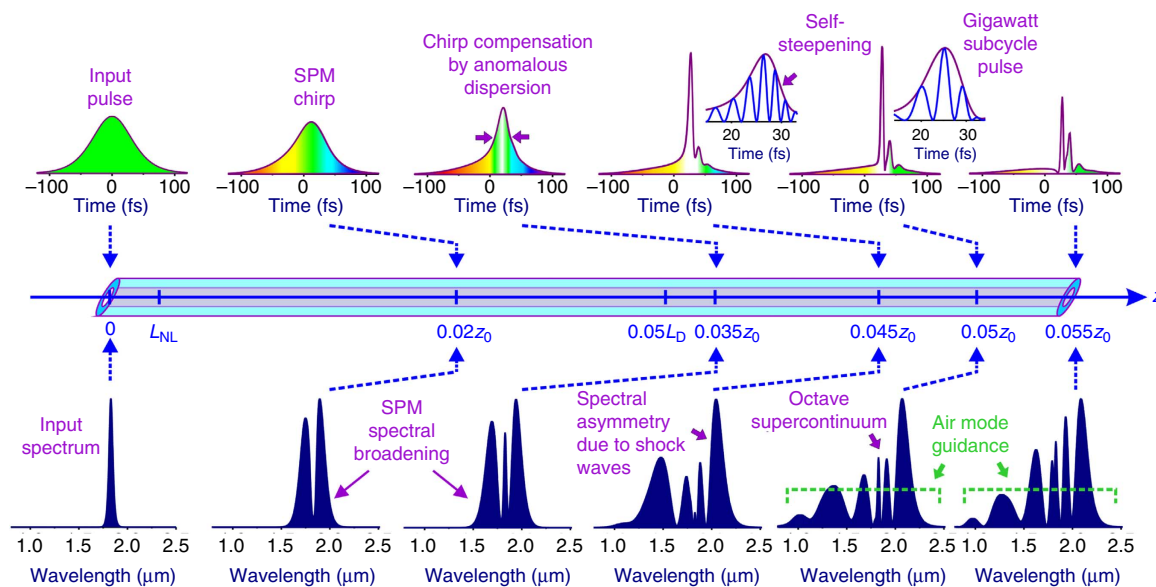 Input
pulse
SPM
chirp
Chirp compensation
by anomalous
dispersion
Self-
steepening
Gigawatt
subcycle
pulse
20 30
Time (fs)
20 30
Time (fs)
−100 0 100
−100 0 100
−100 0 100
−100 0 100
−100 0 100
−100 0 100
Time (fs)
Time (fs)
Time (fs)
Time (fs)
Time (fs)
Time (fs)
z
0
L_NL
0.02z_0
0.05L_D
0.035z_0
0.045z_0
0.05z_0
0.055z_0
Input
spectrum
SPM
spectral
broadening
Spectral
asymmetry
due to shock
waves
Octave
supercontinuum
Air mode
guidance
1.0 1.5 2.0 2.5
1.0 1.5 2.0 2.5
1.0 1.5 2.0 2.5
1.0 1.5 2.0 2.5
1.0 1.5 2.0 2.5
1.0 1.5 2.0 2.5
Wavelength (μm)
Wavelength (μm)
Wavelength (μm)
Wavelength (μm)
Wavelength (μm)
Wavelength (μm)